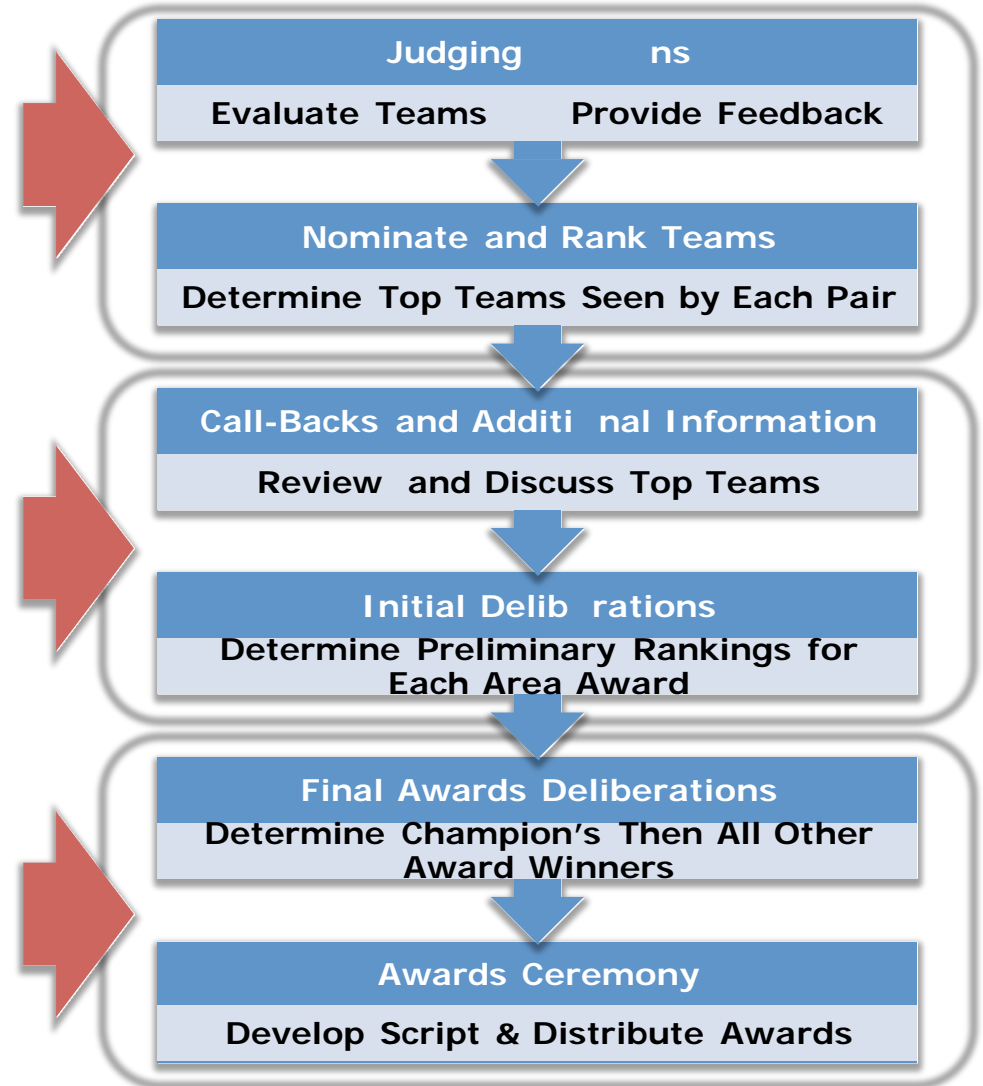 Judging ns
Evaluate Teams Provide Feedback
Nominate and Rank Teams
Determine Top Teams Seen by Each Pair
Call-Backs and Additi nal Information
Review and Discuss Top Teams
Initial Delib rations
Determine Preliminary Rankings for
Each Area Award
Final Awards Deliberations
Determine Champion's Then All Other
Award Winners
Awards Ceremony
Develop Script & Distribute Awards